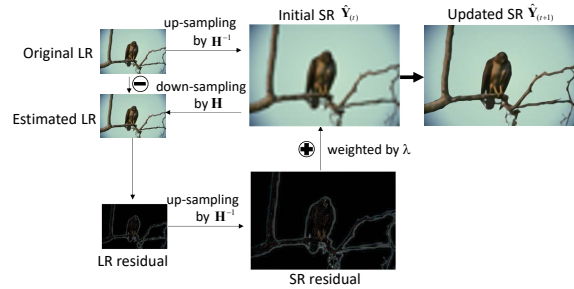 Initial SR Ŷ(t)
Updated SR Ŷ(t+1)
up-sampling
by H⁻¹
Original LR
down-sampling
by H
Estimated LR
weighted by λ
up-sampling
by H⁻¹
LR residual
SR residual